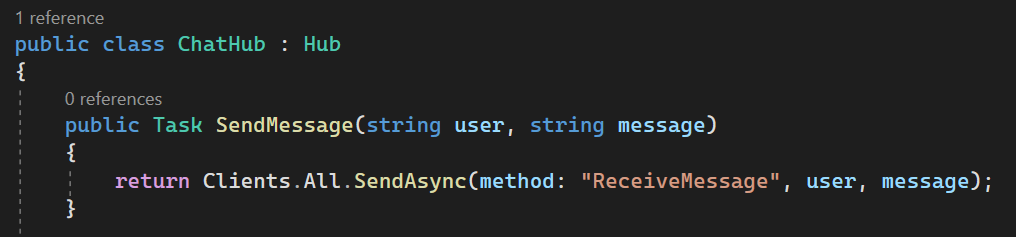 1 reference
public class ChatHub : Hub
{
0 references
public Task SendMessage(string user, string message)
{
return Clients.All.SendAsync(method: "ReceiveMessage", user, message);
}